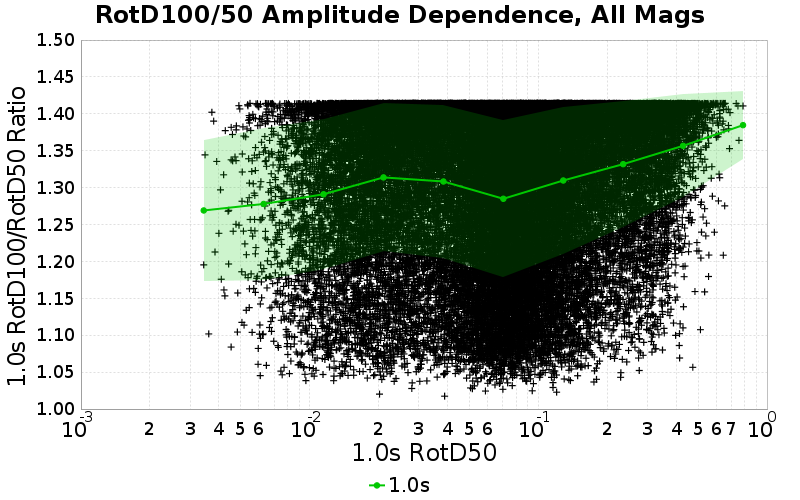 RotD100/50 Amplitude Dependence, All Mags
1.50
1.45
1.40
1.35
1.30
1.25
1.20
1.15
1.10
1.05
1.00
1.0s RotD100/RotD50 Ratio
10-3 2 3 4 5 6 10-2 2 3 4 5 6 10-1 2 3 4 5 6 7 100
1.0s RotD50
1.0s